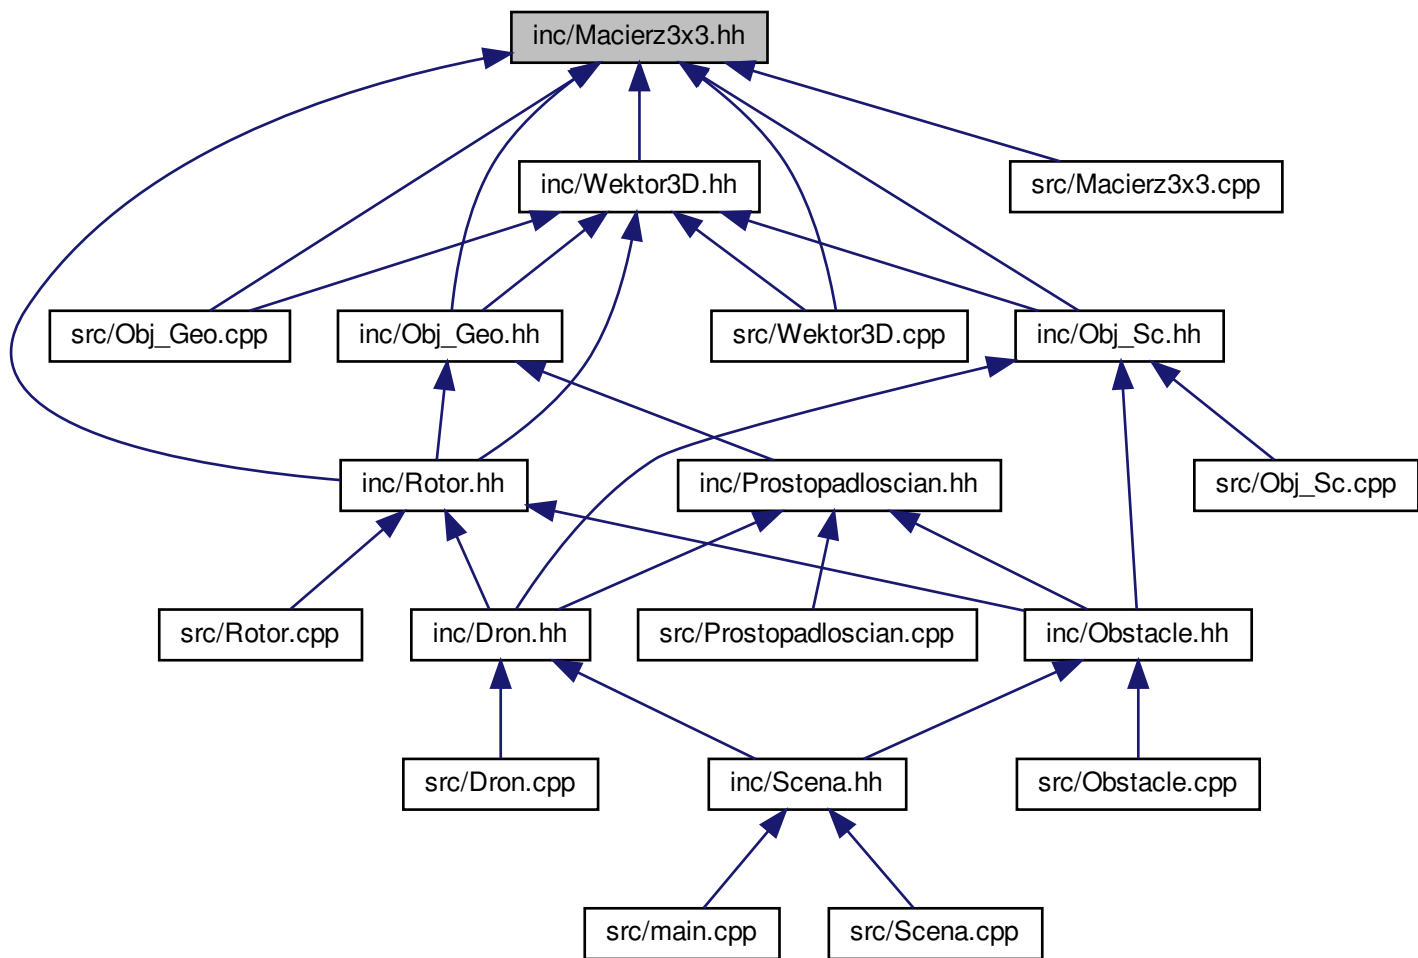 inc/Macierz3x3.hh
inc/Wektor3D.hh
src/Macierz3x3.cpp
src/Obj_Geo.cpp
inc/Obj_Geo.hh
src/Wektor3D.cpp
inc/Obj_Sc.hh
inc/Rotor.hh
inc/Prostopadloscian.hh
src/Obj_Sc.cpp
src/Rotor.cpp
inc/Dron.hh
src/Prostopadloscian.cpp
inc/Obstacle.hh
src/Dron.cpp
inc/Scena.hh
src/Obstacle.cpp
src/main.cpp
src/Scena.cpp